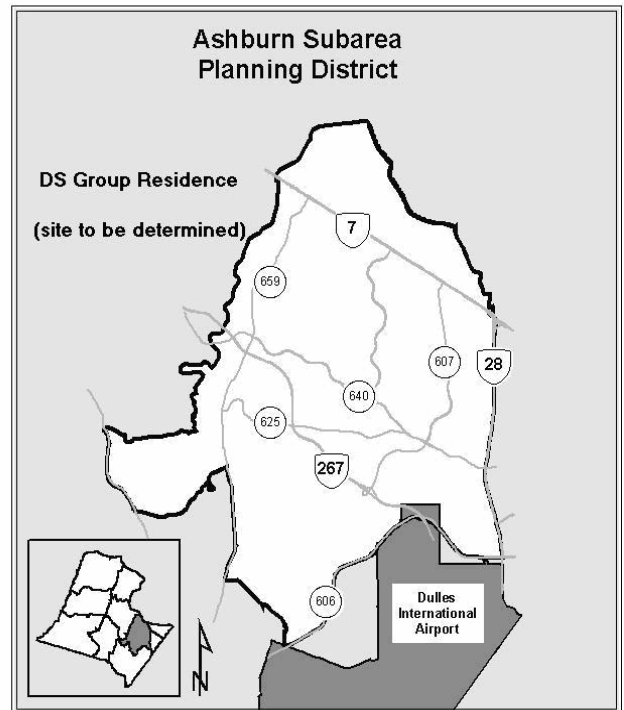 Ashburn Subarea
Planning District
DS Group Residence
(site to be determined)
7
659
28
607
640
625
267
606
Dulles
International
Airport
N